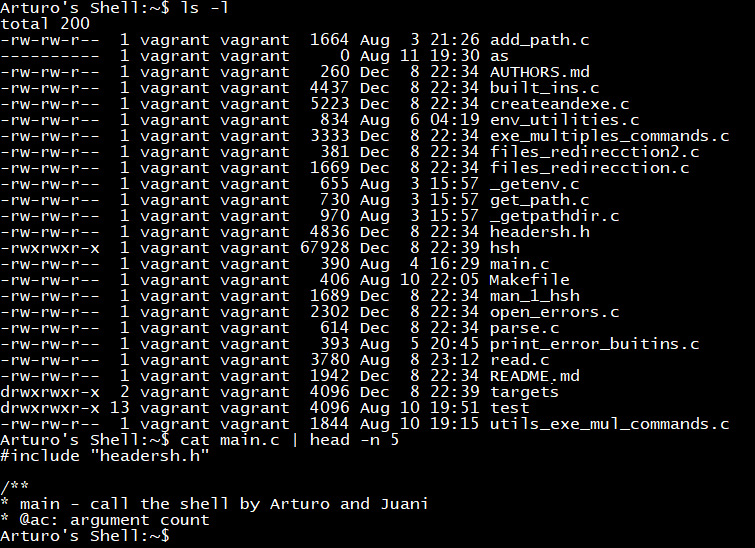 Arturo's Shell:~$ ls -l
total 200
-rw-rw-r--  1 vagrant vagrant  1664 Aug  3 21:26 add_path.c
----------  1 vagrant vagrant     0 Aug 11 19:30 as
-rw-rw-r--  1 vagrant vagrant   260 Dec  8 22:34 AUTHORS.md
-rw-rw-r--  1 vagrant vagrant  4437 Dec  8 22:34 built_ins.c
-rw-rw-r--  1 vagrant vagrant  5223 Dec  8 22:34 createandexe.c
-rw-rw-r--  1 vagrant vagrant   834 Aug  6 04:19 env_utilities.c
-rw-rw-r--  1 vagrant vagrant  3333 Dec  8 22:34 exe_multiples_commands.c
-rw-rw-r--  1 vagrant vagrant   381 Dec  8 22:34 files_redirecction2.c
-rw-rw-r--  1 vagrant vagrant  1669 Dec  8 22:34 files_redirecction.c
-rw-rw-r--  1 vagrant vagrant   655 Aug  3 15:57 _getenv.c
-rw-rw-r--  1 vagrant vagrant   730 Aug  3 15:57 get_path.c
-rw-rw-r--  1 vagrant vagrant   970 Aug  3 15:57 _getpathdir.c
-rw-rw-r--  1 vagrant vagrant  4836 Dec  8 22:34 headersh.h
-rwxrwxr-x  1 vagrant vagrant 67928 Dec  8 22:39 hsh
-rw-rw-r--  1 vagrant vagrant   390 Aug  4 16:29 main.c
-rw-rw-r--  1 vagrant vagrant   406 Aug 10 22:05 Makefile
-rw-rw-r--  1 vagrant vagrant  1689 Dec  8 22:34 man_1_hsh
-rw-rw-r--  1 vagrant vagrant  2302 Dec  8 22:34 open_errors.c
-rw-rw-r--  1 vagrant vagrant   614 Dec  8 22:34 parse.c
-rw-rw-r--  1 vagrant vagrant   393 Aug  5 20:45 print_error_buitins.c
-rw-rw-r--  1 vagrant vagrant  3780 Aug  8 23:12 read.c
-rw-rw-r--  1 vagrant vagrant  1942 Dec  8 22:34 README.md
drwxrwxr-x  2 vagrant vagrant  4096 Dec  8 22:39 targets
drwxrwxr-x 13 vagrant vagrant  4096 Aug 10 19:51 test
-rw-rw-r--  1 vagrant vagrant  1844 Aug 10 19:15 utils_exe_mul_commands.c
Arturo's Shell:~$ cat main.c | head -n 5
#include "headersh.h"
/**
* main - call the shell by Arturo and Juani
* @ac: argument count
Arturo's Shell:~$